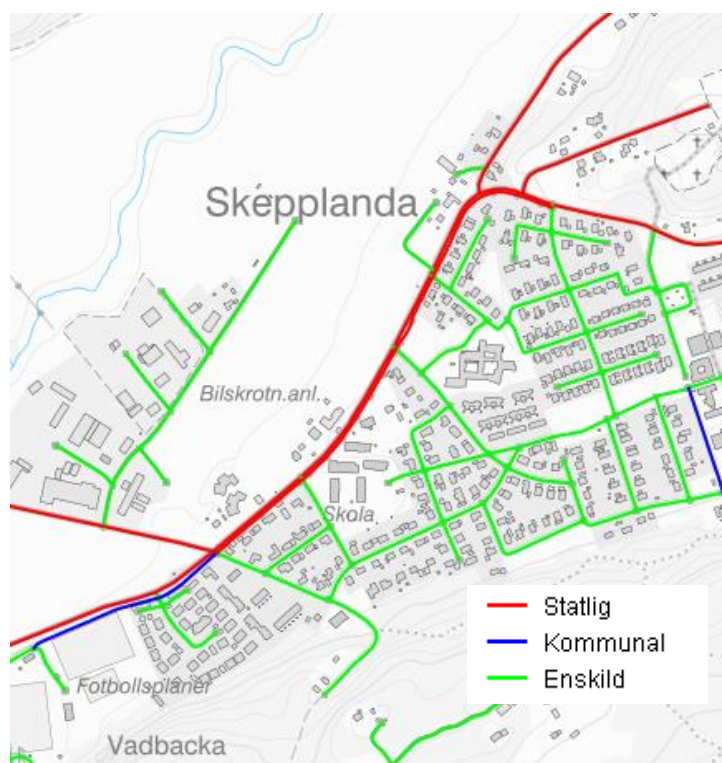 Skepplanda
Bilskrotn.anl.
Skola
Statlig
Kommunal
Enskild
Fotbollsplaner
Vadbacka